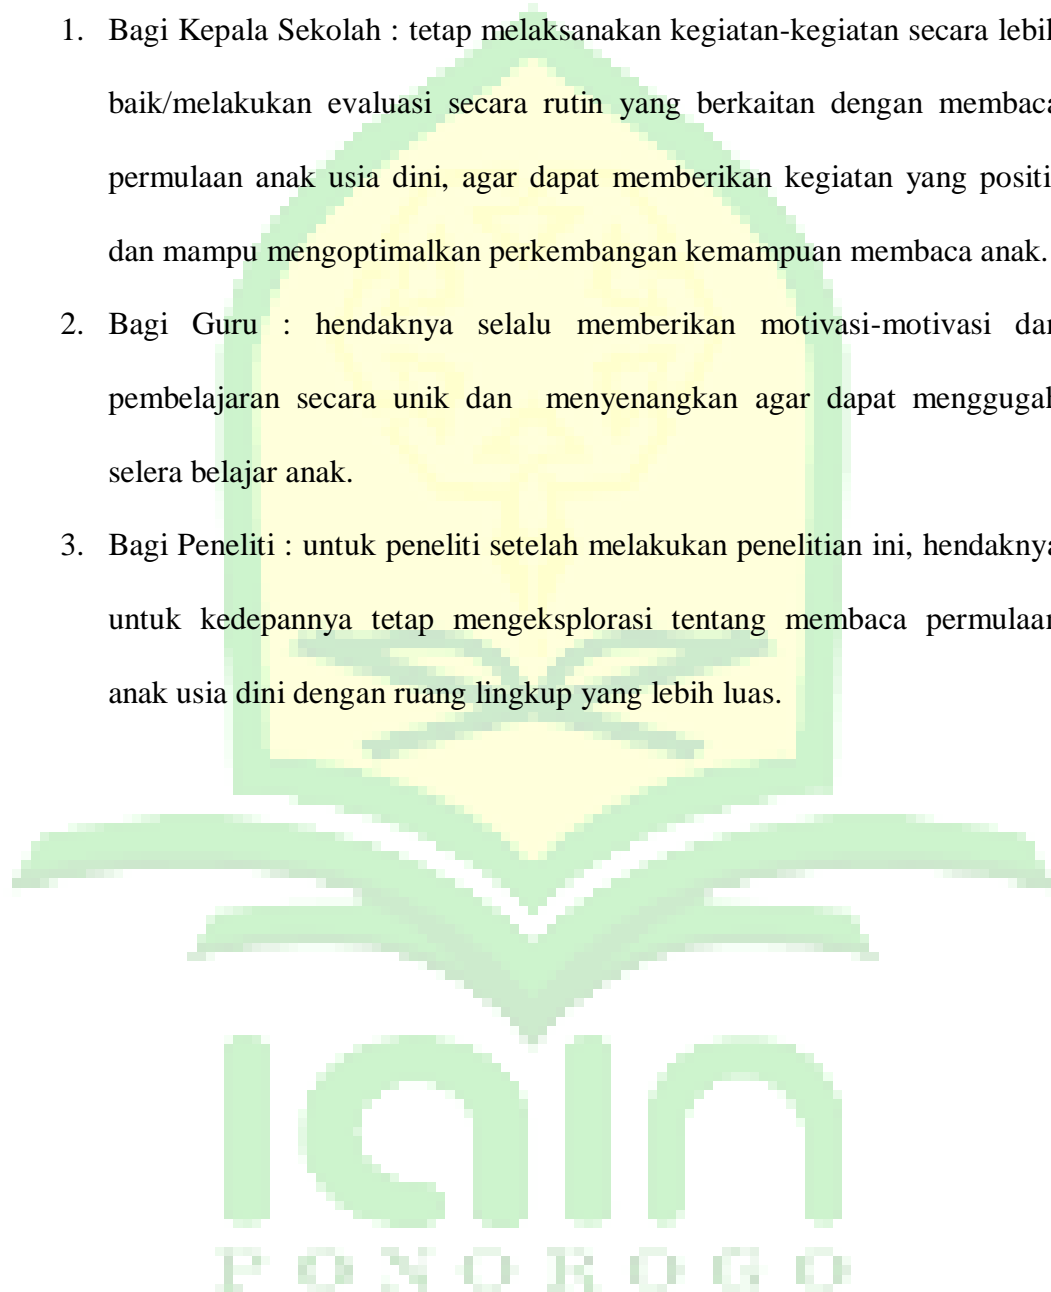 1. Bagi Kepala Sekolah : tetap melaksanakan kegiatan-kegiatan secara lebih
baik/melakukan evaluasi secara rutin yang berkaitan dengan membaca
permulaan anak usia dini, agar dapat memberikan kegiatan yang positif
dan mampu mengoptimalkan perkembangan kemampuan membaca anak.
2. Bagi Guru : hendaknya selalu memberikan motivasi-motivasi dan
pembelajaran secara unik dan menyenangkan agar dapat menggugah
selera belajar anak.
3. Bagi Peneliti : untuk peneliti setelah melakukan penelitian ini, hendaknya
untuk kedepannya tetap mengeksplorasi tentang membaca permulaan
anak usia dini dengan ruang lingkup yang lebih luas.
iain
PONOROGO